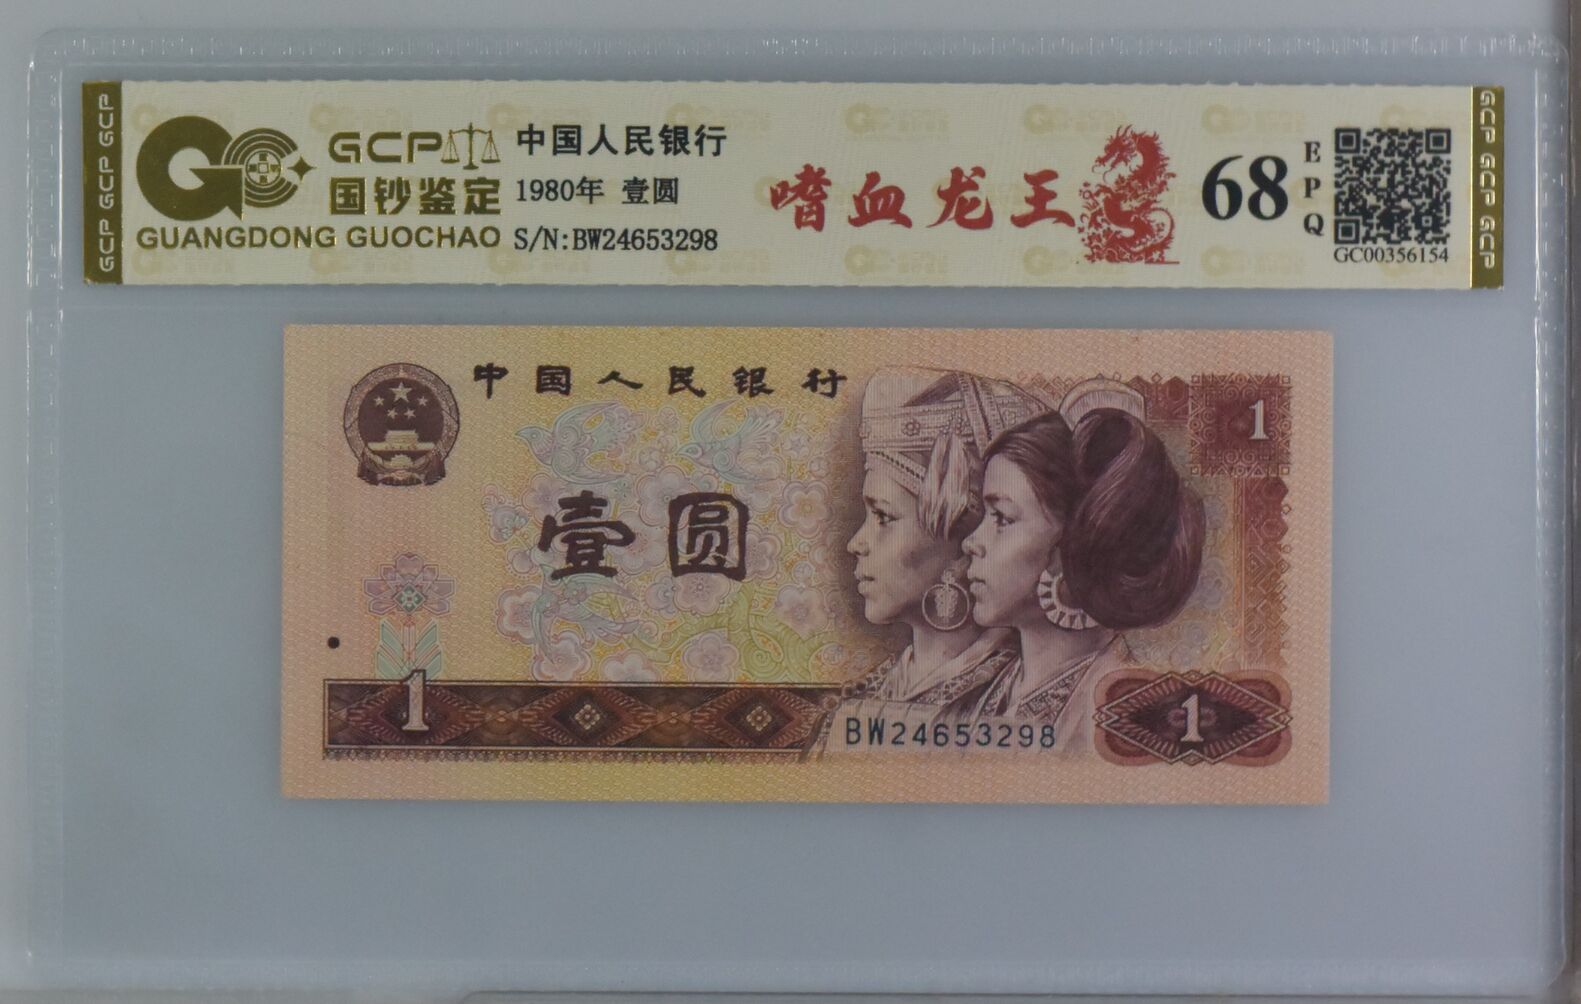 GCP GCP GCP
GCP
国钞鉴定
GUANGDONG GUOCHAO
中国人民银行
1980年 壹圆
S/N:BW24653298
嗜血龙王
68
EPQ
GC00356154
GCP GCP GCP
中国人民银行
1
壹圆
1
BW24653298
1